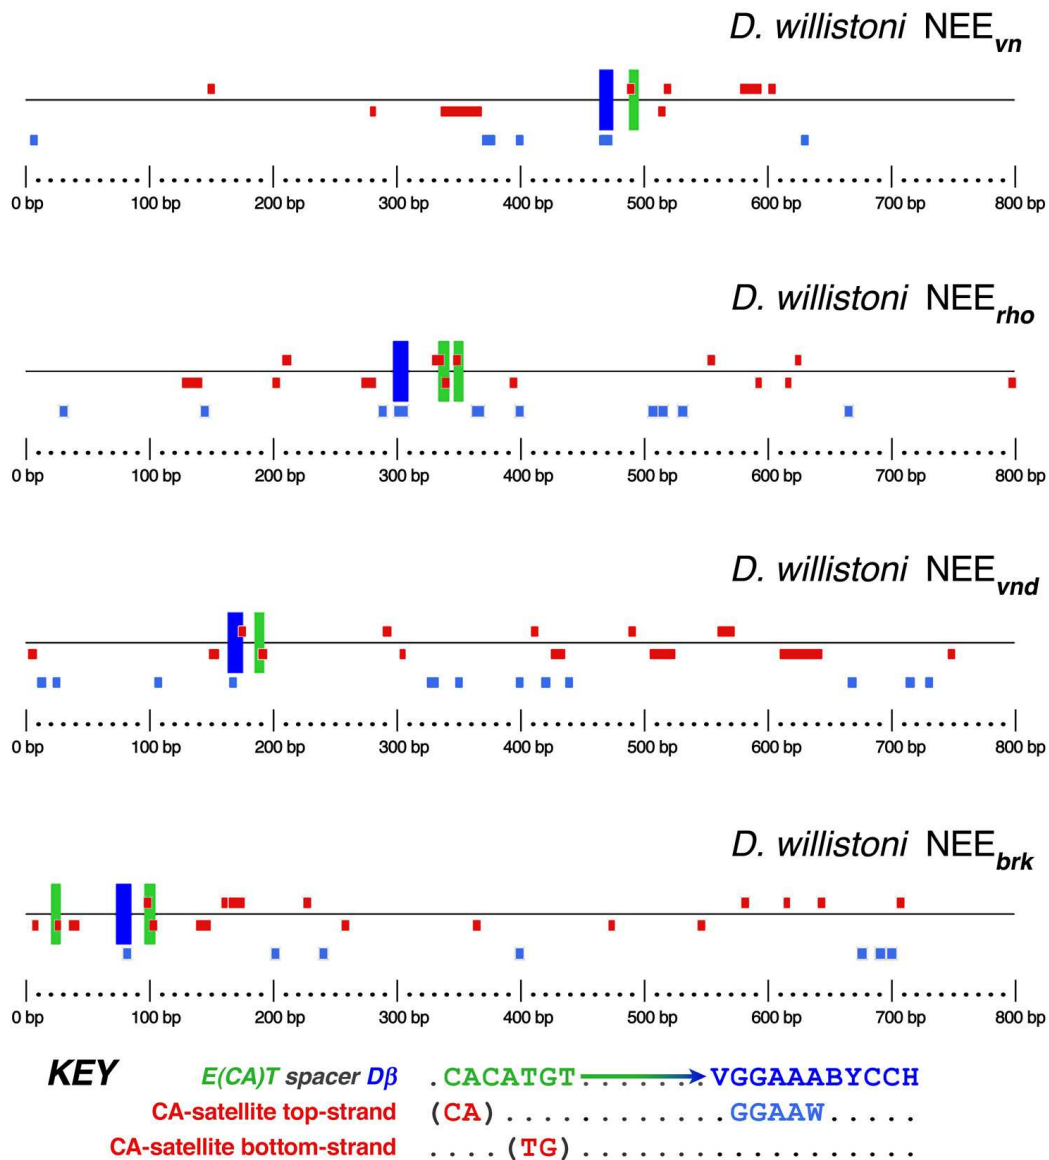 D. willistoni NEEvn
0 bp 100 bp 200 bp 300 bp 400 bp 500 bp 600 bp 700 bp 800 bp
D. willistoni NEErho
0 bp 100 bp 200 bp 300 bp 400 bp 500 bp 600 bp 700 bp 800 bp
D. willistoni NEEvnd
0 bp 100 bp 200 bp 300 bp 400 bp 500 bp 600 bp 700 bp 800 bp
D. willistoni NEEbrk
0 bp 100 bp 200 bp 300 bp 400 bp 500 bp 600 bp 700 bp 800 bp
KEY E(CA)T spacer Dβ .CACATGT.......VGGAAABYCCH
CA-satellite top-strand (CA)..............GGAAW.....
CA-satellite bottom-strand ....(TG).................